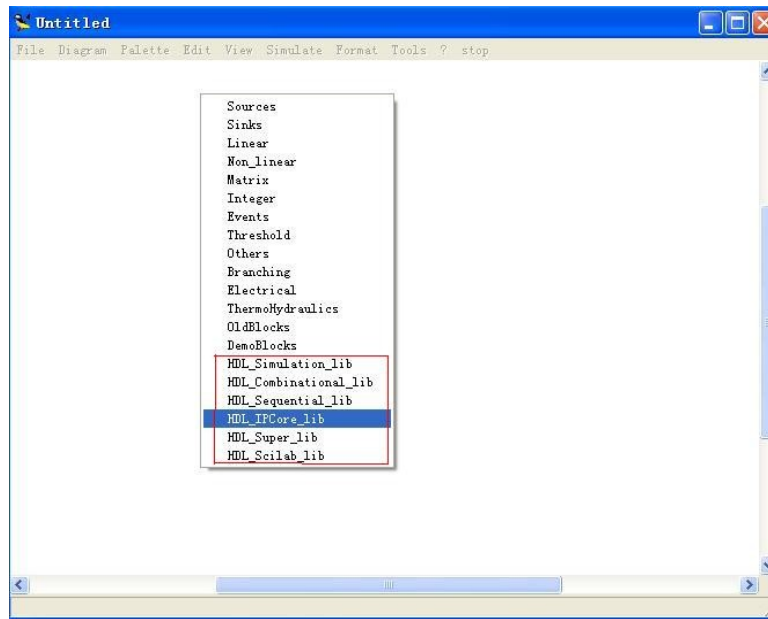 Untitled
File Diagram Palette Edit View Simulate Format Tools ? stop
Sources
Sinks
Linear
Non_linear
Matrix
Integer
Events
Threshold
Others
Branching
Electrical
ThermoHydraulics
OldBlocks
DemoBlocks
HDL_Simulation_lib
HDL_Combinational_lib
HDL_Sequential_lib
HDL_IPCore_lib
HDL_Super_lib
HDL_Scilab_lib